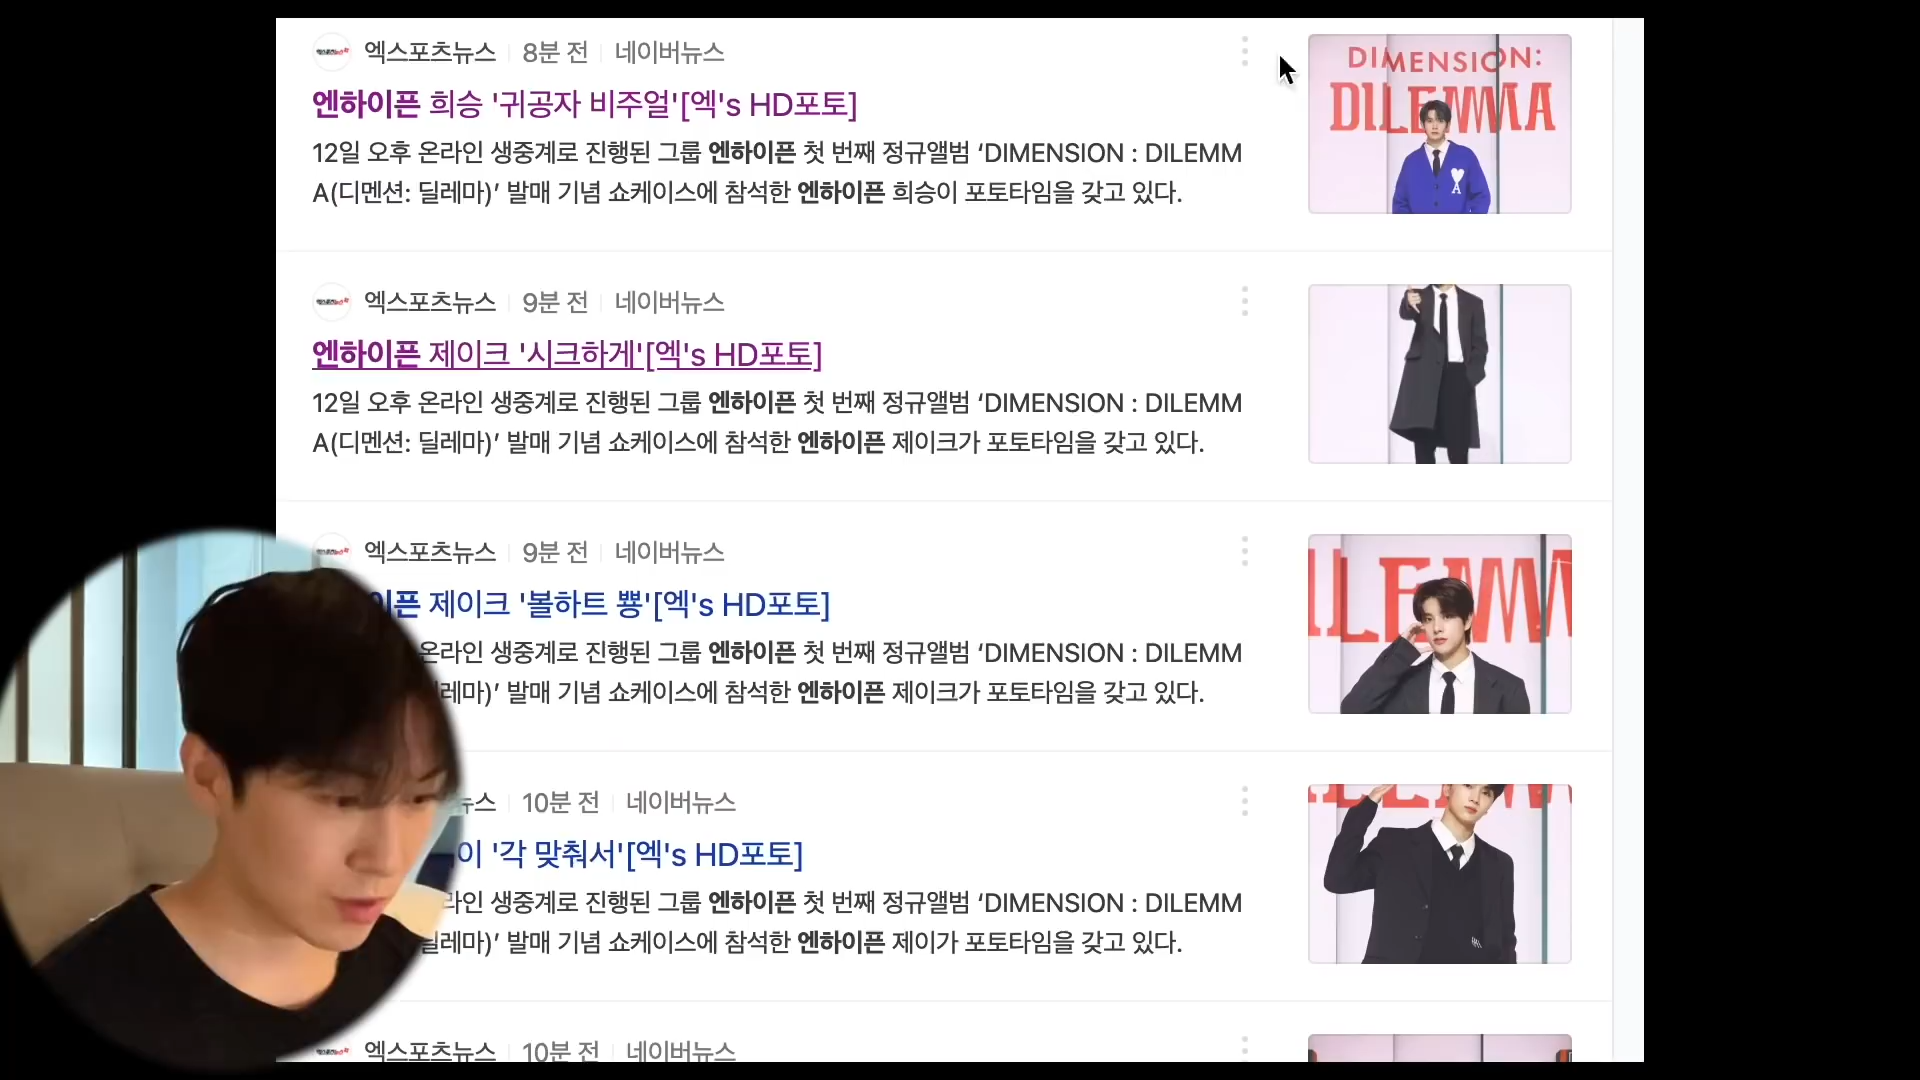 엑스포츠뉴스 8분 전 네이버뉴스
DIMENSION:
DILEMMA
엔하이픈 희승 '귀공자 비주얼'[엑's HD포토]
12일 오후 온라인 생중계로 진행된 그룹 엔하이픈 첫 번째 정규앨범 ‘DIMENSION : DILEMM
A(디멘션: 딜레마)’ 발매 기념 쇼케이스에 참석한 엔하이픈 희승이 포토타임을 갖고 있다.
A
엑스포츠뉴스 9분 전 네이버뉴스
엔하이픈 제이크 '시크하게'[엑's HD포토]
12일 오후 온라인 생중계로 진행된 그룹 엔하이픈 첫 번째 정규앨범 ‘DIMENSION : DILEMM
A(디멘션: 딜레마)’ 발매 기념 쇼케이스에 참석한 엔하이픈 제이크가 포토타임을 갖고 있다.
엑스포츠뉴스 9분 전 네이버뉴스
이픈 제이크 '볼하트 뿅'[엑's HD포토]
온라인 생중계로 진행된 그룹 엔하이픈 첫 번째 정규앨범 ‘DIMENSION : DILEMM
레마)’ 발매 기념 쇼케이스에 참석한 엔하이픈 제이크가 포토타임을 갖고 있다.
ILEMM
뉴스 10분 전 네이버뉴스
이 '각 맞춰서'[엑's HD포토]
라인 생중계로 진행된 그룹 엔하이픈 첫 번째 정규앨범 ‘DIMENSION : DILEMM
딜레마)’ 발매 기념 쇼케이스에 참석한 엔하이픈 제이가 포토타임을 갖고 있다.
엑스포츠뉴스 10분 전 네이버뉴스